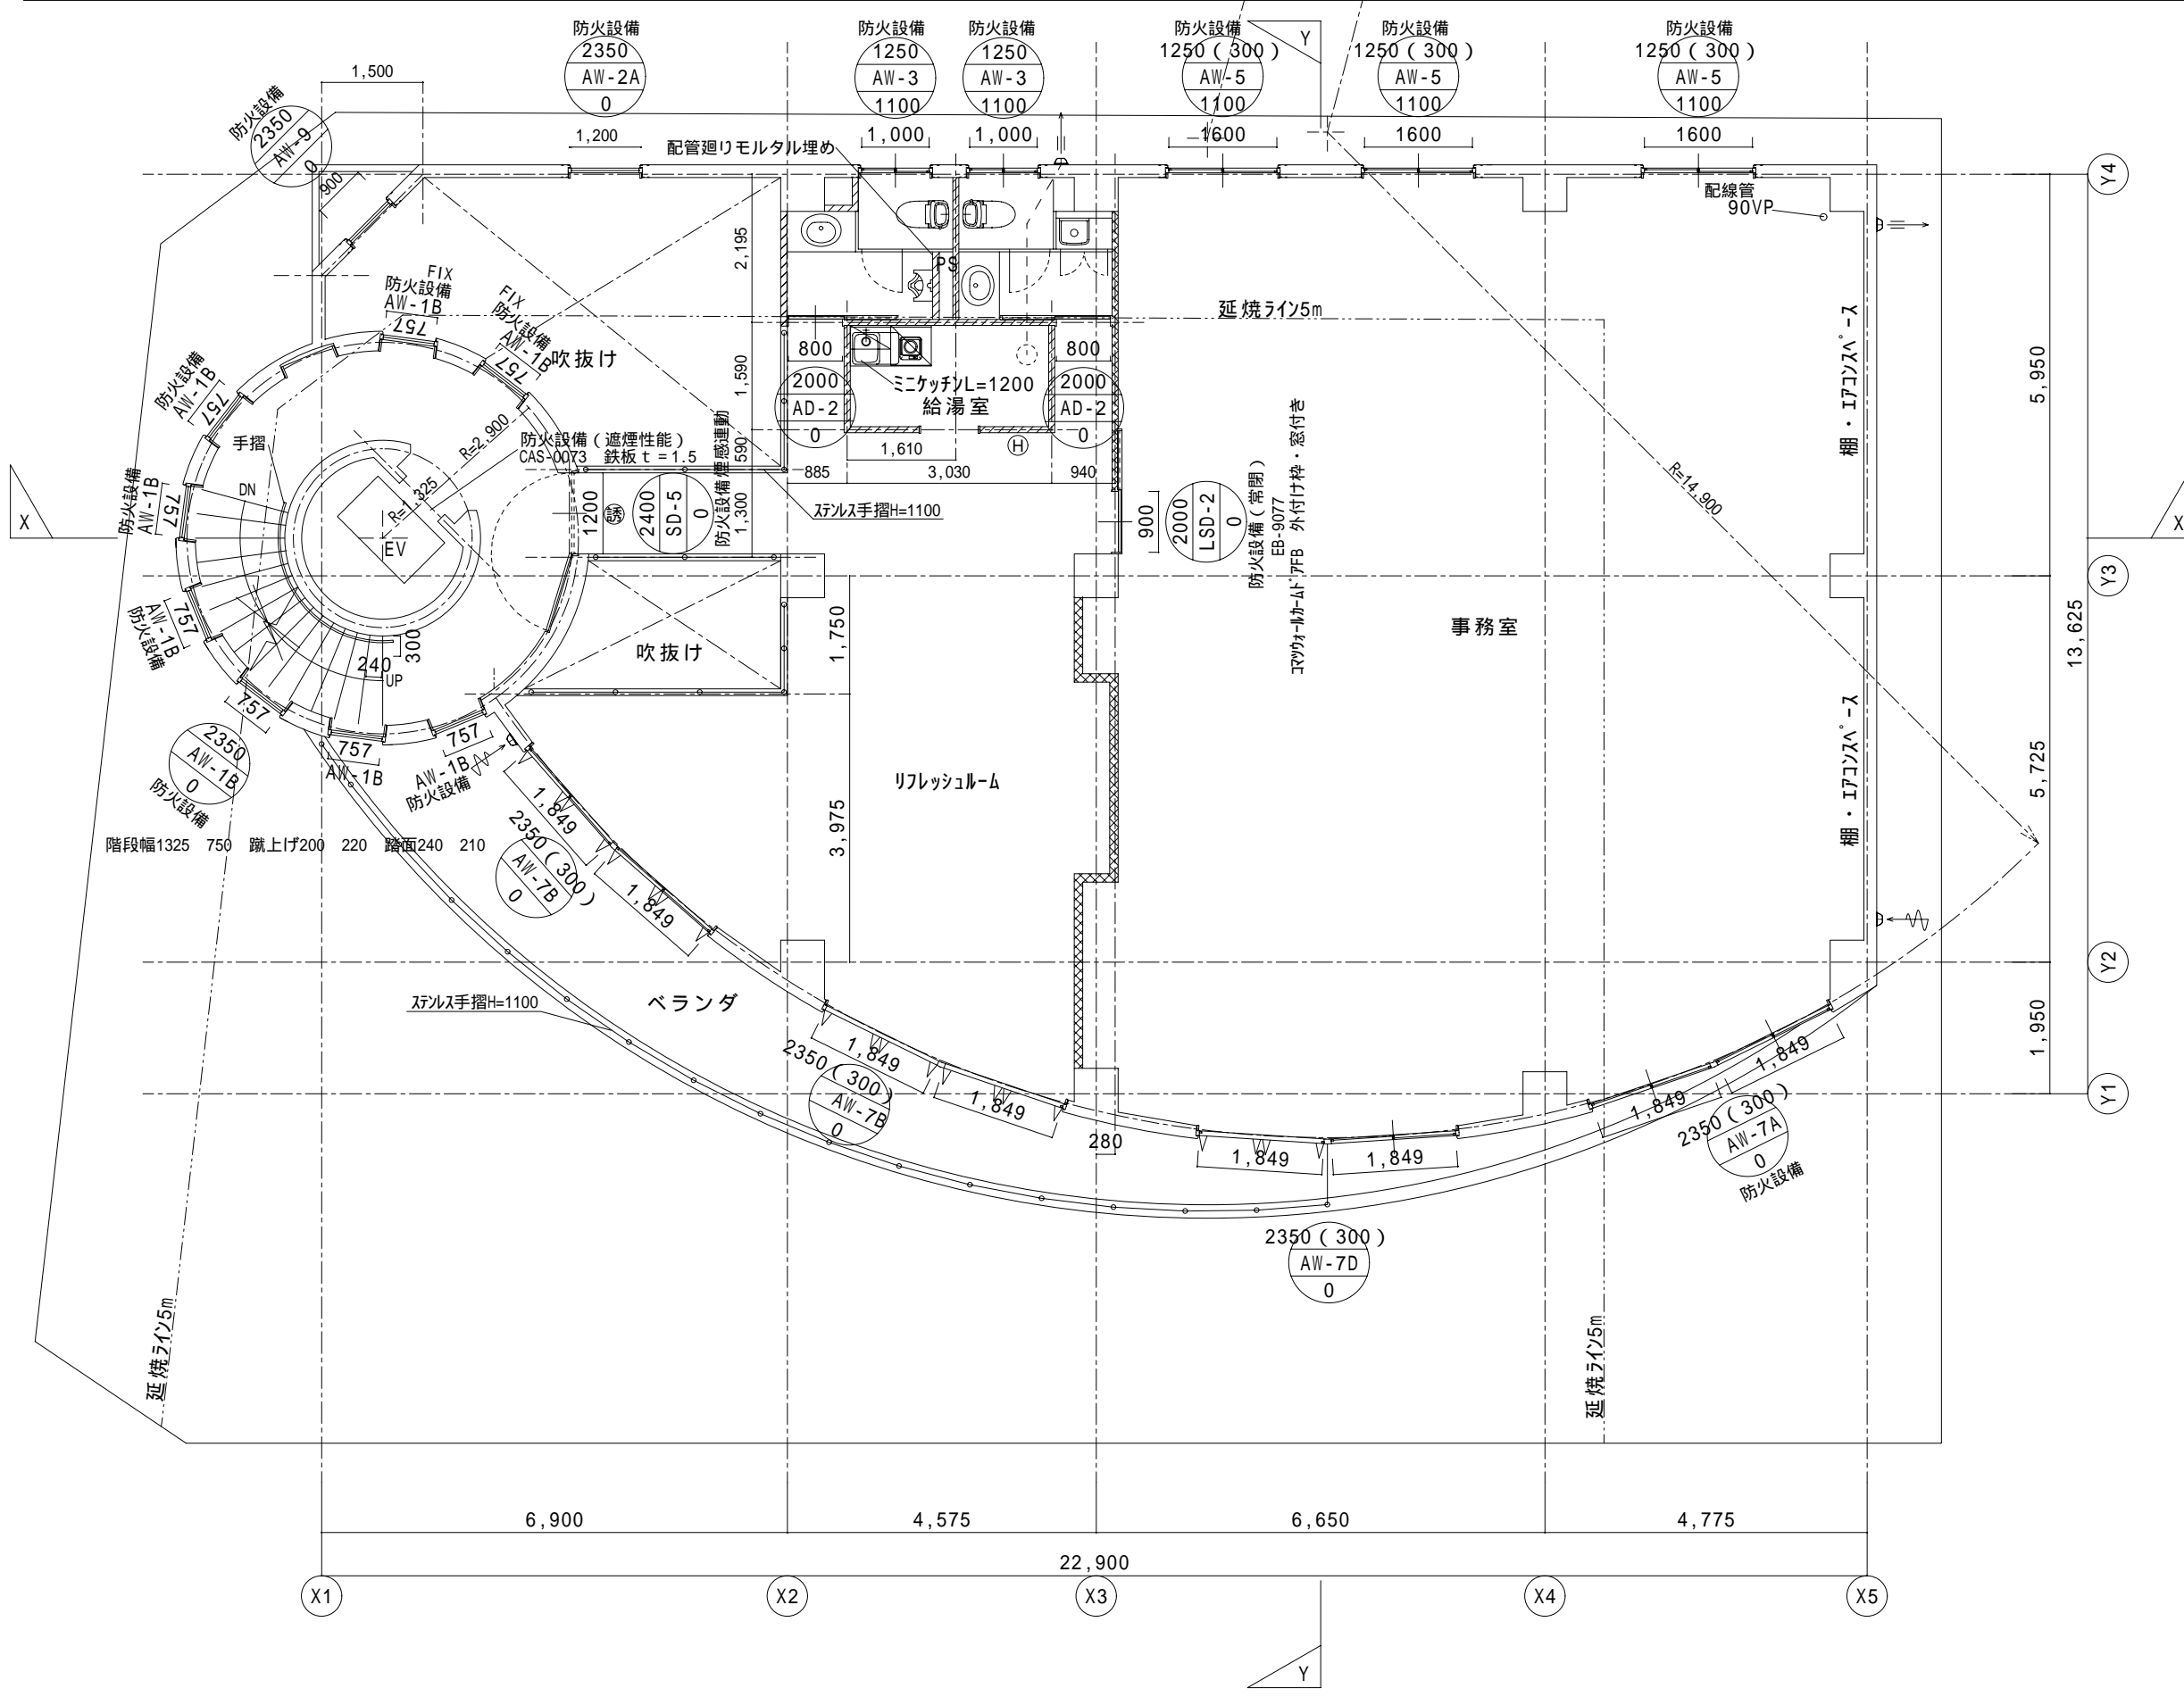 防火設備
2350
AW-2A
0
防火設備
1250
AW-3
1100
防火設備
1250
AW-3
1100
防火設備
1250(300)
AW-5
1100
Y
防火設備
1250(300)
AW-5
1100
防火設備
1250(300)
AW-5
1100
1,500
防火設備
2350
AW-9
0
900
1,200
配管廻りモルタル埋め
1,000
1,000
1600
1600
1600
Y4
配線管
90VP
2,195
PS
FIX
防火設備
AW-1B
757
FIX
防火設備
AW-1B
757
吹抜け
延焼ライン5m
防火設備
AW-1B
757
800
800
1,590
2000
AD-2
0
ミニケッチンL=1200
給湯室
2000
AD-2
0
棚・エアコンスペース
5,950
手摺
R=2,900
防火設備(遮煙性能)
CAS-0073 鉄板t=1.5
590
1,610
H
885
3,030
940
R=14,900
X
防火設備
AW-1B
757
DN
R=1,325
EV
1200
誘
2400
SD-5
0
防火設備煙感連動
1,300
ステンレス手摺H=1100
900
2000
LSD-2
0
防火設備(常閉)
EB-9077
コマツウォールカームドアFB 外付け枠・窓付き
X
Y3
13,625
757
AW-1B
防火設備
300
240
UP
吹抜け
1,750
事務室
757
2350
AW-1B
0
防火設備
757
AW-1B
757
AW-1B
防火設備
リフレッシュルーム
3,975
棚・エアコンスペース
5,725
階段幅1325 750 蹴上げ200 220 踏面240 210
1,849
2350(300)
AW-7B
0
1,849
Y2
ステンレス手摺H=1100
ベランダ
1,849
2350(300)
AW-7B
0
1,849
280
1,849
1,849
1,849
1,849
2350(300)
AW-7A
0
防火設備
1,950
Y1
2350(300)
AW-7D
0
延焼ライン5m
延焼ライン5m
6,900
4,575
6,650
4,775
22,900
X1
X2
X3
X4
X5
Y